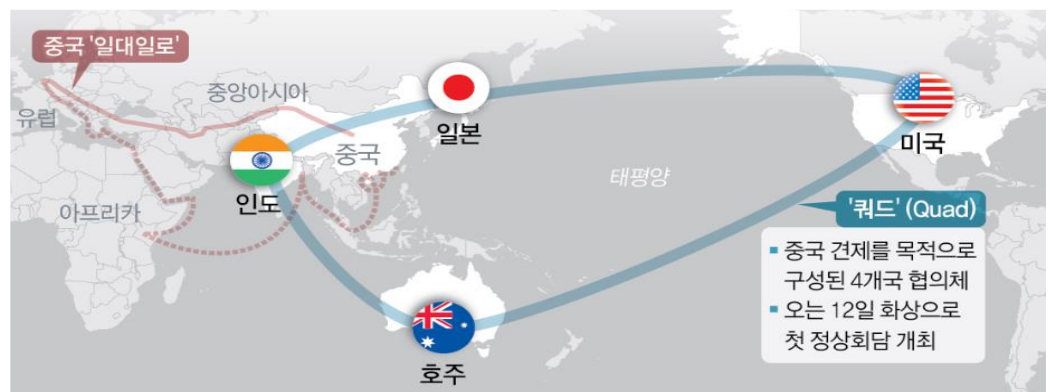 중국 '일대일로'
중앙아시아
유럽
일본
중국
미국
인도
태평양
아프리카
'쿼드' (Quad)
▪ 중국 견제를 목적으로
구성된 4개국 협의체
▪ 오는 12일 화상으로
첫 정상회담 개최
호주